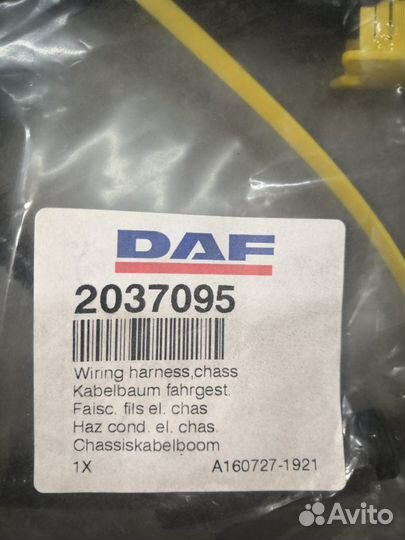 DAF
2037095
Wiring harness,chass
Kabelbaum fahrgest.
Faisc. fils el. chas
Haz cond. el. chas.
Chassiskabelboom
1X A160727-1921
Avito